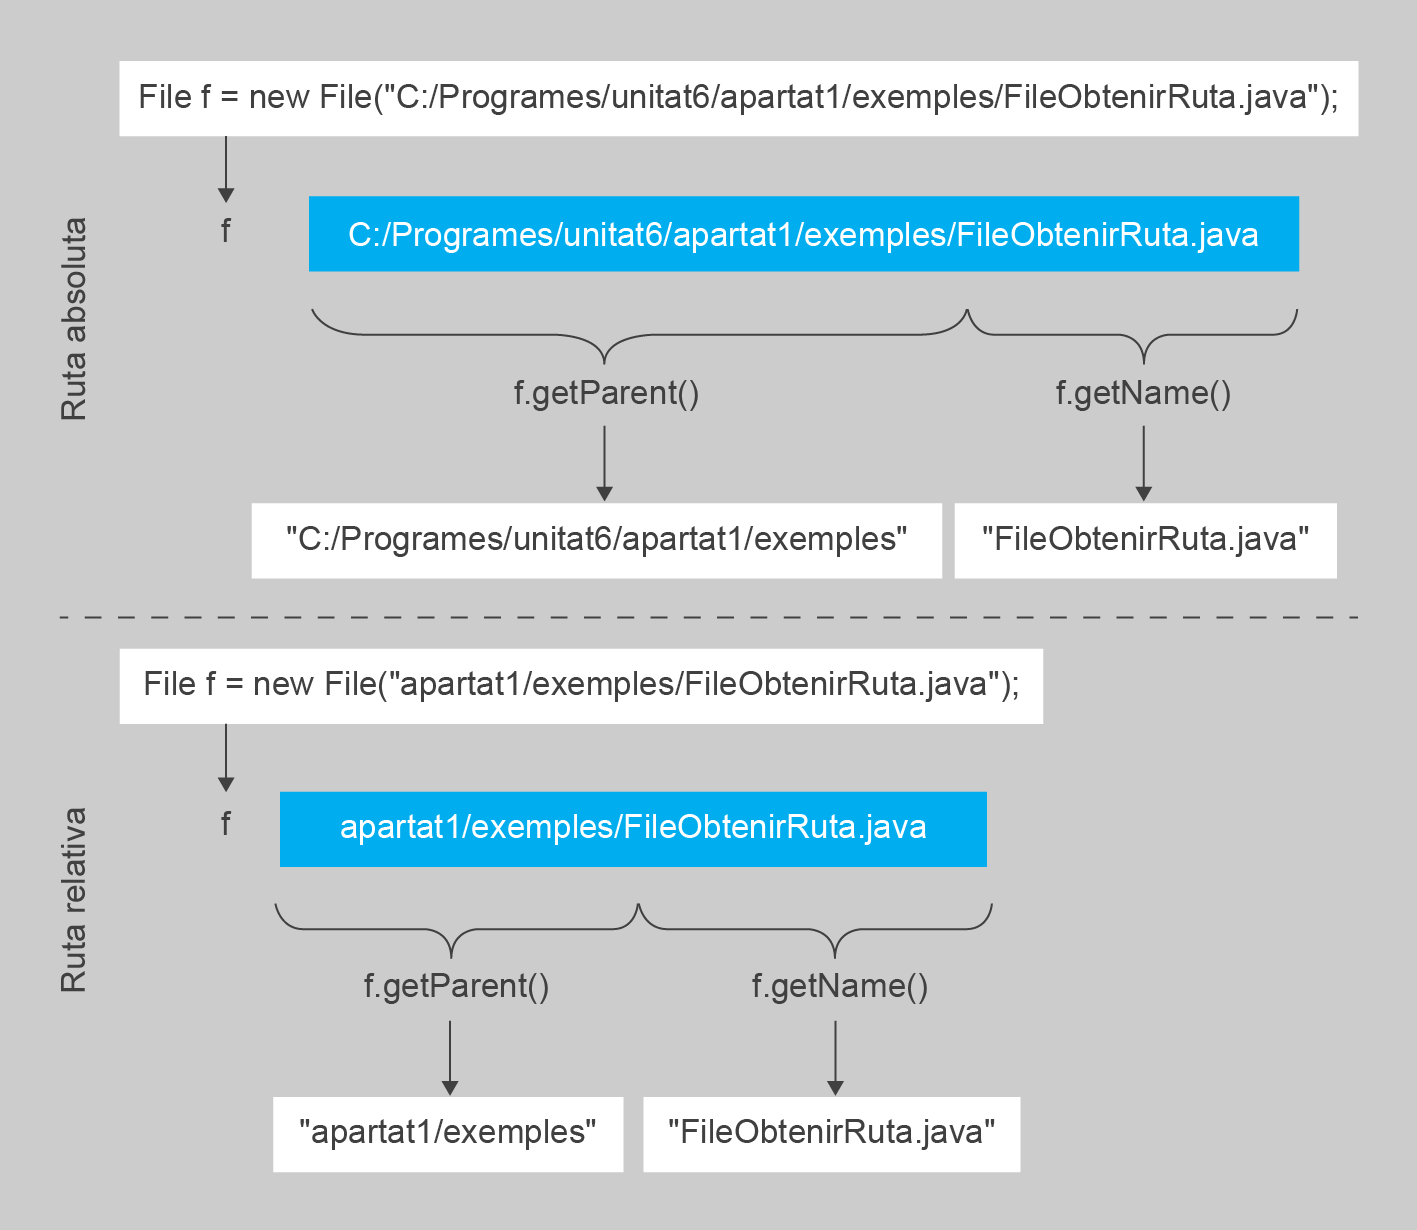 File f = new File("C:/Programes/unitat6/apartat1/exemples/FileObtenirRuta.java");
Ruta absoluta
f
C:/Programes/unitat6/apartat1/exemples/FileObtenirRuta.java
f.getParent()
f.getName()
"C:/Programes/unitat6/apartat1/exemples"
"FileObtenirRuta.java"
File f = new File("apartat1/exemples/FileObtenirRuta.java");
Ruta relativa
f
apartat1/exemples/FileObtenirRuta.java
f.getParent()
f.getName()
"apartat1/exemples"
"FileObtenirRuta.java"